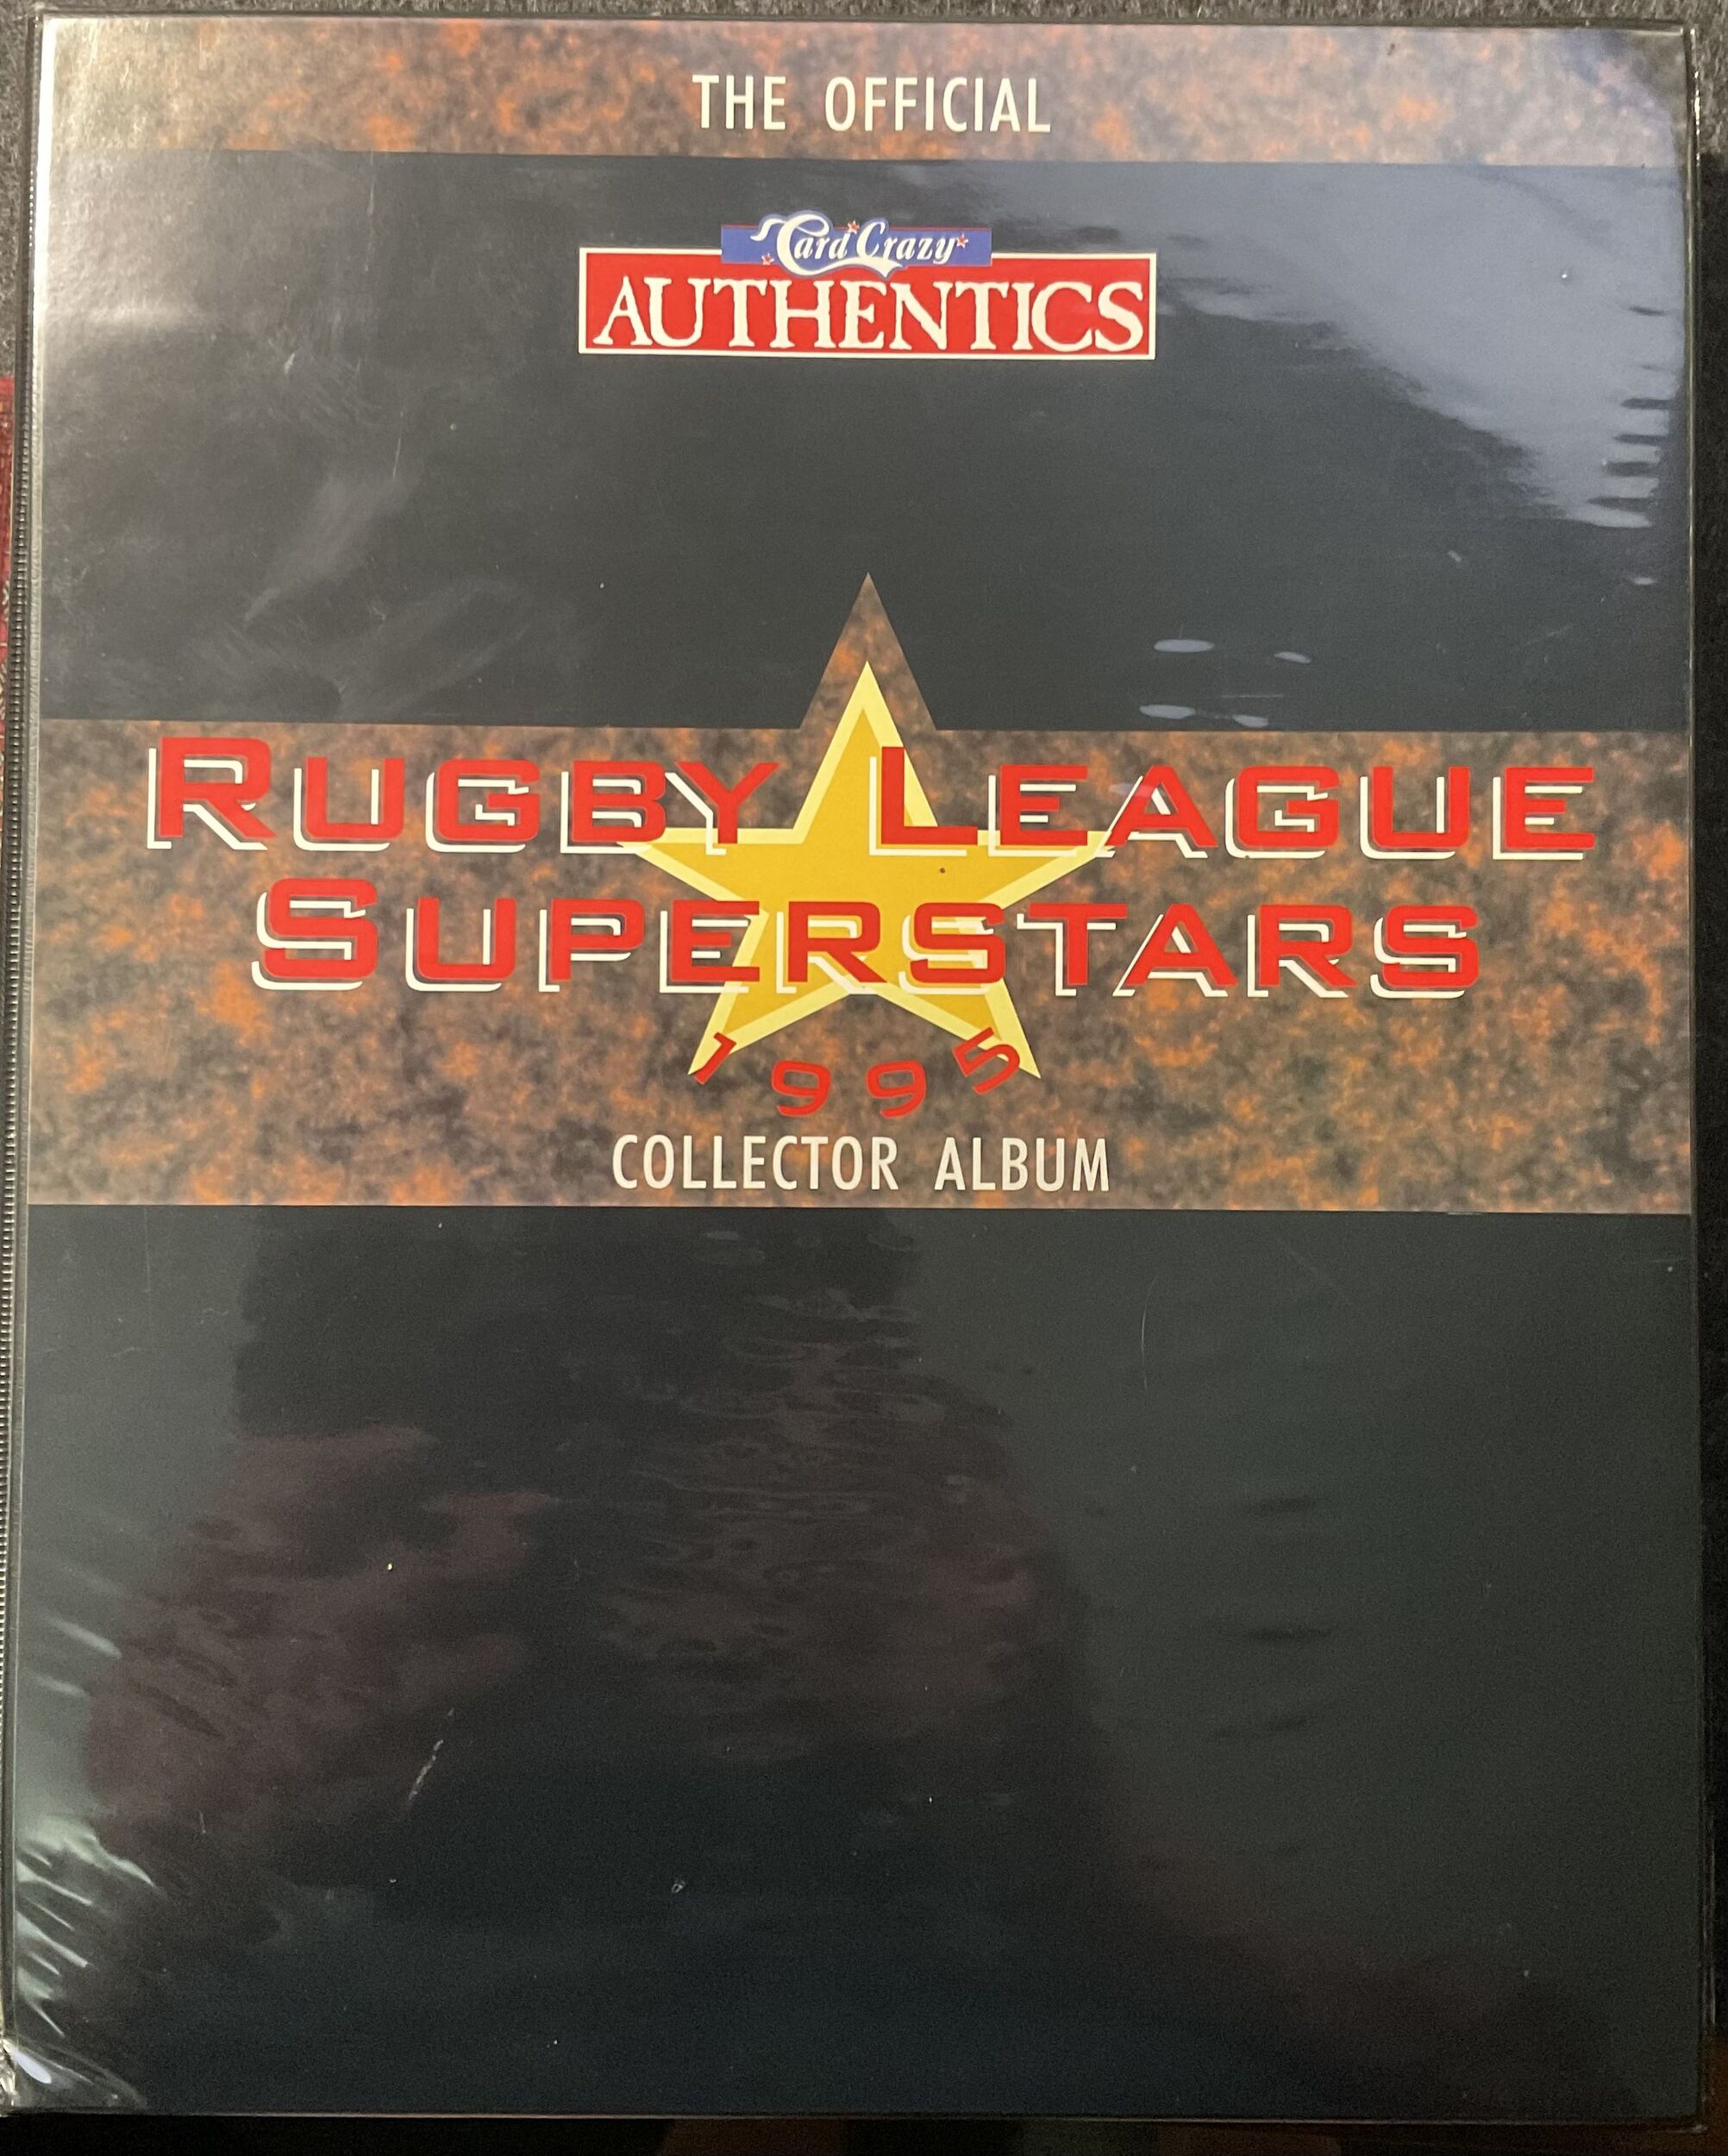 THE OFFICIAL
Card Crazy
AUTHENTICS
RUGBY LEAGUE
SUPERSTARS
1995
COLLECTOR ALBUM